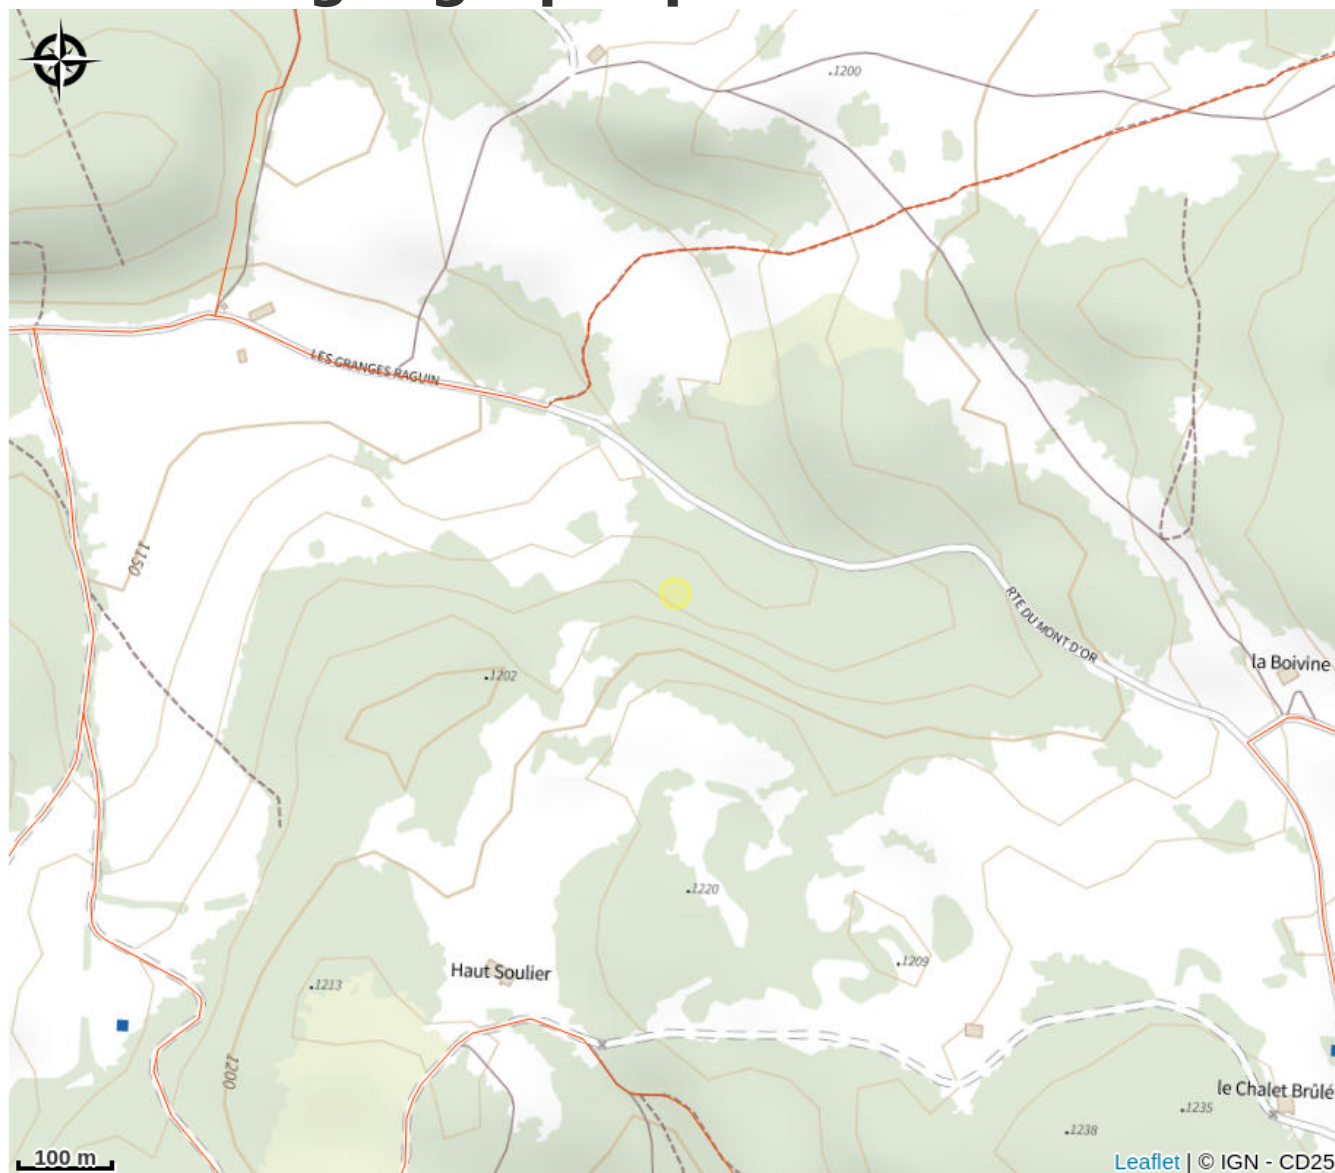 1200
LES GRANGES RAGUIN
1150
RTE DU MONT D'OR
la Boivine
1202
1220
1209
Haut Soulier
1213
1200
le Chalet Brûlé
1235
1238
100 m
Leaflet | © IGN - CD25